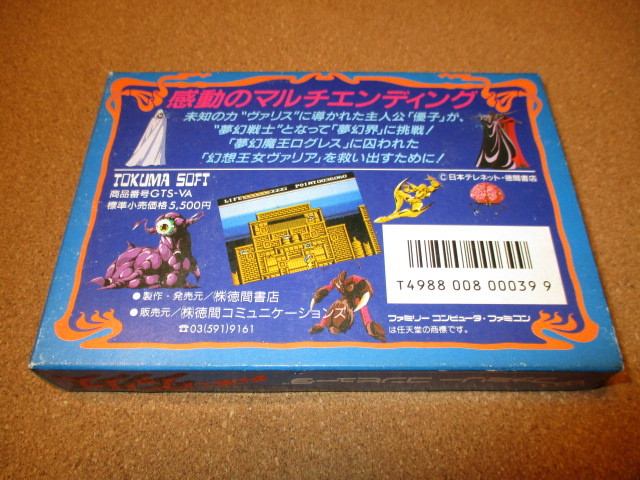 感動のマルチエンディング
未知の力“ヴァリス”に導かれた主人公「優子」が、
“夢幻戦士”となって「夢幻界」に挑戦!
「夢幻魔王ログレス」に囚われた
「幻想王女ヴァリア」を救い出すために!
TOKUMA SOFT
商品番号GTS-VA
標準小売価格5,500円
©日本テレネット・徳間書店
T4988 008 00039 9
●製作・発売元/㈱徳間書店
●販売元/㈱徳間コミュニケーションズ
☎03(591)9161
ファミリー コンピュータ・ファミコン
は任天堂の商標です。